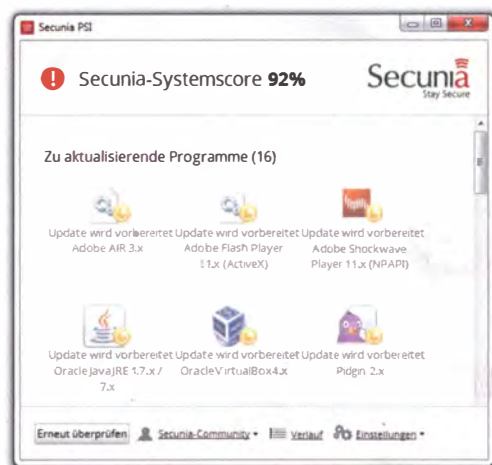 Secunia PSI
Secunia-Systemscore 92%
Secunia
Stay Secure
Zu aktualisierende Programme (16)
Update wird vorbereitet Update wird vorbereitet Update wird vorbereitet
Adobe AIR 3.x Adobe Flash Player Adobe Shockwave
11.x (ActiveX) Player 11.x (NPAPI)
Update wird vorbereitet Update wird vorbereitet Update wird vorbereitet
Oracle Java JRE 1.7.x / Oracle VirtualBox 4.x Pidgin 2.x
7.x
Erneut überprüfen Secunia-Community Verlauf Einstellungen